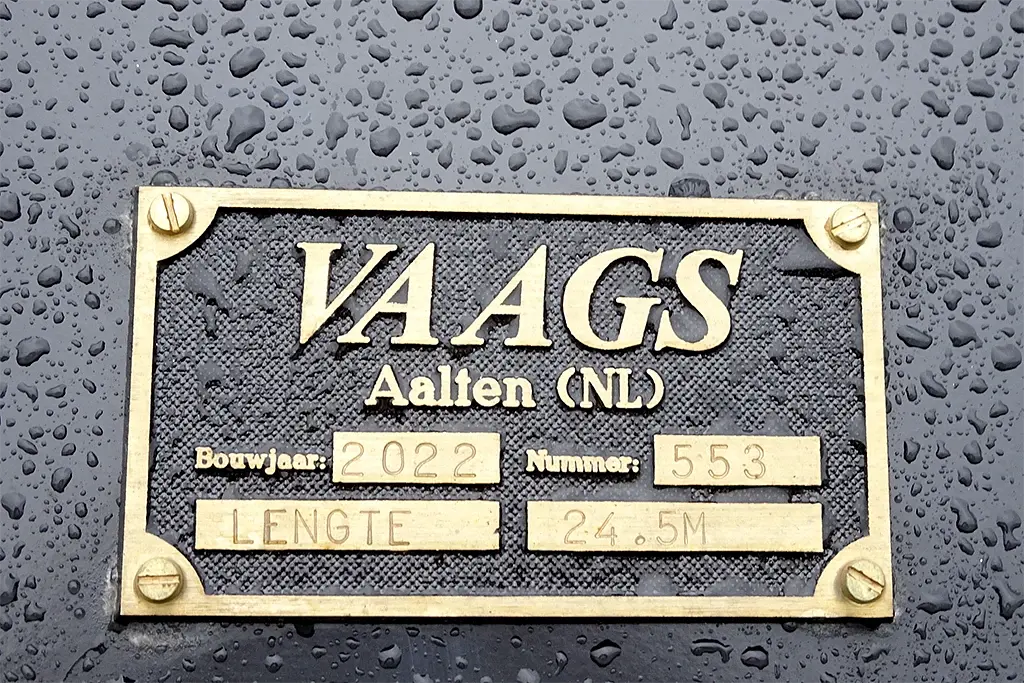 VAAGS
Aalten (NL)
Bouwjaar: 2022 Nummer: 553
LENGTE 24.5M